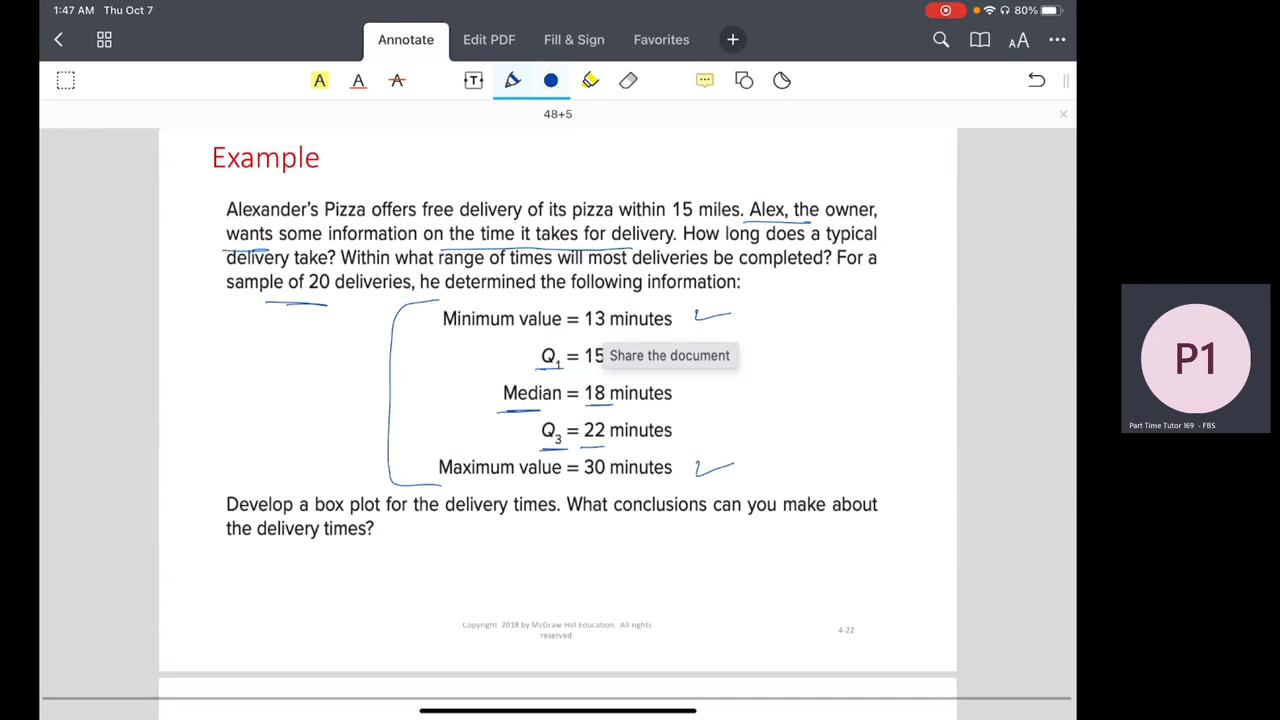 1:47 AM Thu Oct 7
80%
Annotate
Edit PDF
Fill & Sign
Favorites
48+5
Example
Alexander's Pizza offers free delivery of its pizza within 15 miles. Alex, the owner,
wants some information on the time it takes for delivery. How long does a typical
delivery take? Within what range of times will most deliveries be completed? For a
sample of 20 deliveries, he determined the following information:
Minimum value = 13 minutes
Q1 = 15
Share the document
Median = 18 minutes
Q3 = 22 minutes
Maximum value = 30 minutes
Develop a box plot for the delivery times. What conclusions can you make about
the delivery times?
Copyright 2018 by McGraw-Hill Education. All rights
reserved.
4-22
P1
Part Time Tutor 169 - FBS